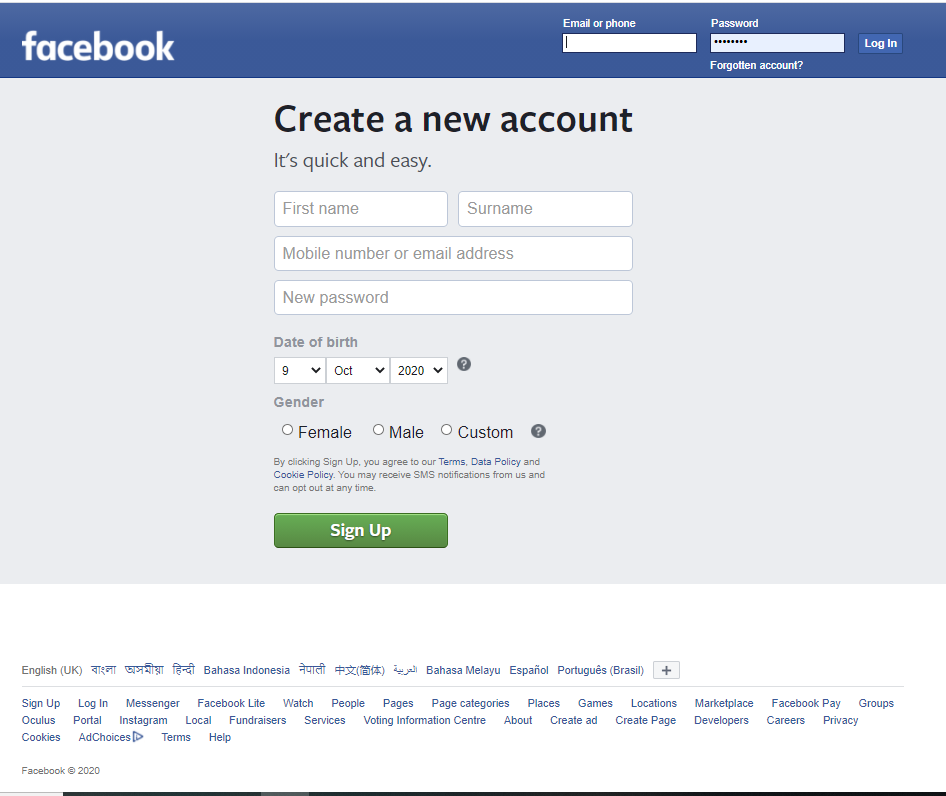 facebook
Email or phone Password
•••••••• Log In
Forgotten account?
Create a new account
It's quick and easy.
First name Surname
Mobile number or email address
New password
Date of birth
9 Oct 2020 ?
Gender
Female Male Custom ?
By clicking Sign Up, you agree to our Terms, Data Policy and
Cookie Policy. You may receive SMS notifications from us and
can opt out at any time.
Sign Up
English (UK) বাংলা অসমীয়া हिन्दी Bahasa Indonesia नेपाली 中文(简体) العربية Bahasa Melayu Español Português (Brasil) +
Sign Up Log In Messenger Facebook Lite Watch People Pages Page categories Places Games Locations Marketplace Facebook Pay Groups
Oculus Portal Instagram Local Fundraisers Services Voting Information Centre About Create ad Create Page Developers Careers Privacy
Cookies AdChoices Terms Help
Facebook © 2020